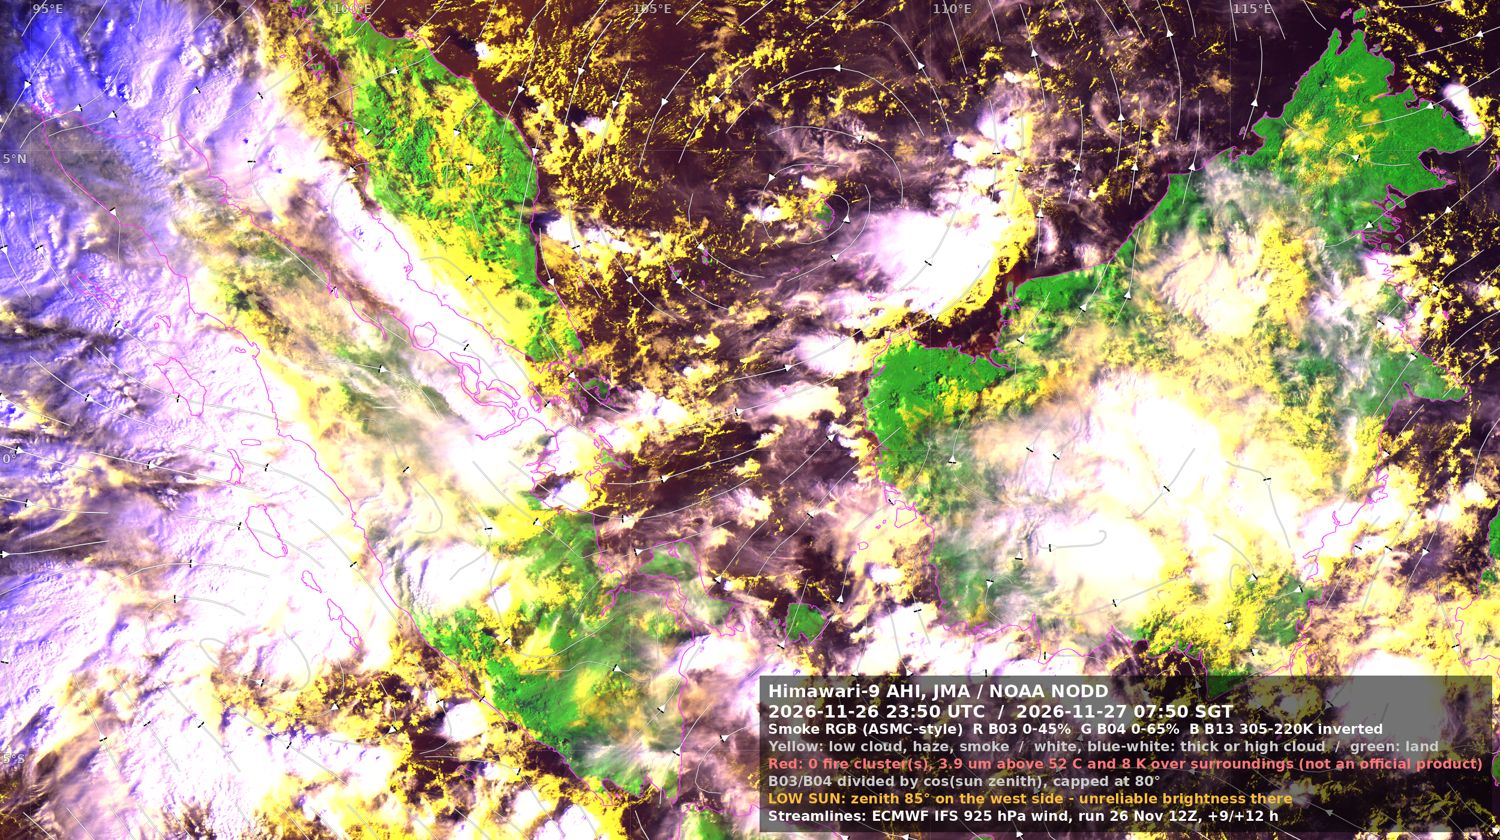 95°E
100°E
105°E
110°E
115°E
5°N
0°
5°S
Himawari-9 AHI, JMA / NOAA NODD
2026-11-26 23:50 UTC  /  2026-11-27 07:50 SGT
Smoke RGB (ASMC-style)  R B03 0-45%  G B04 0-65%  B B13 305-220K inverted
Yellow: low cloud, haze, smoke  /  white, blue-white: thick or high cloud  /  green: land
Red: 0 fire cluster(s), 3.9 um above 52 C and 8 K over surroundings (not an official product)
B03/B04 divided by cos(sun zenith), capped at 80°
LOW SUN: zenith 85° on the west side - unreliable brightness there
Streamlines: ECMWF IFS 925 hPa wind, run 26 Nov 12Z, +9/+12 h